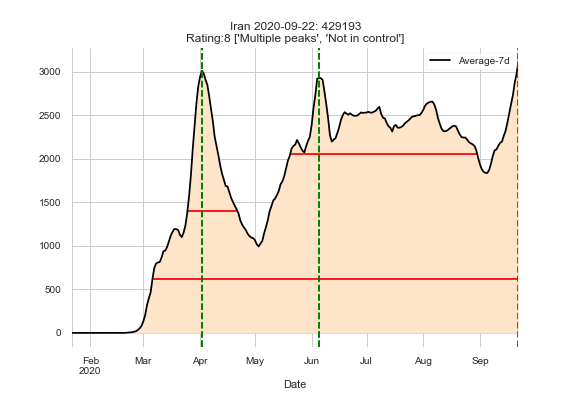 Iran 2020-09-22: 429193
Rating:8 ['Multiple peaks', 'Not in control']
Average-7d
3000
2500
2000
1500
1000
500
0
Feb
2020
Mar
Apr
May
Jun
Jul
Aug
Sep
Date